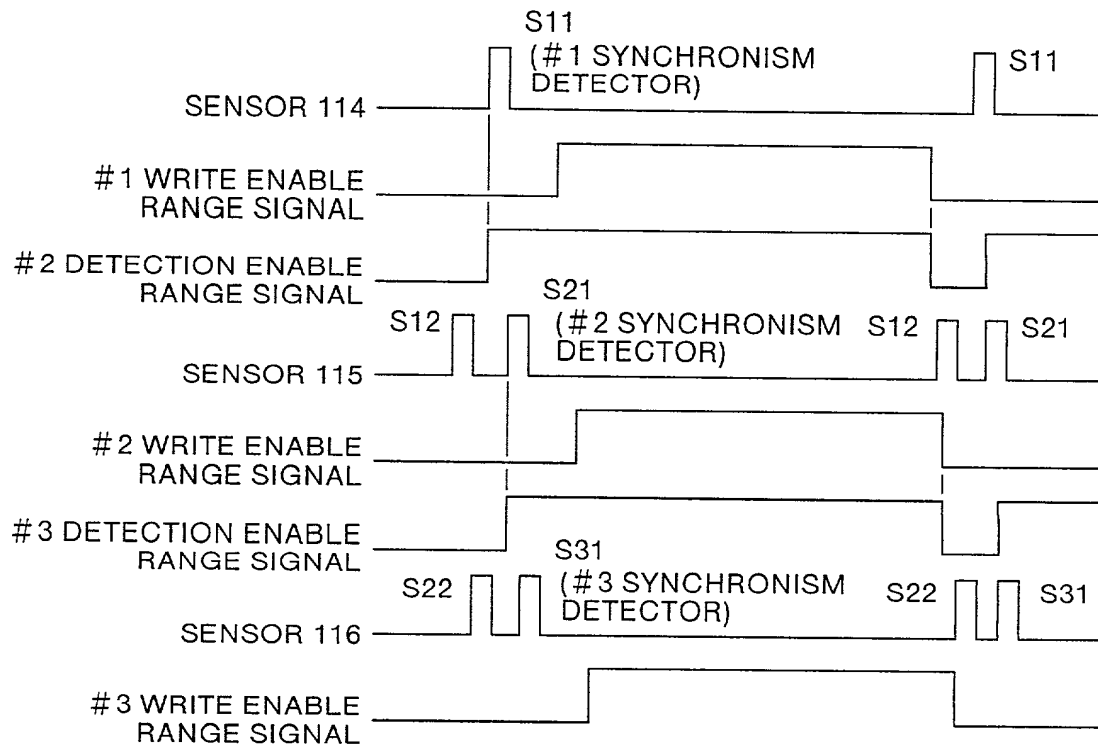 S11
(#1 SYNCHRONISM
DETECTOR)
S11
SENSOR 114
#1 WRITE ENABLE
RANGE SIGNAL
#2 DETECTION ENABLE
RANGE SIGNAL
S12
S21
(#2 SYNCHRONISM
DETECTOR)
S12
S21
SENSOR 115
#2 WRITE ENABLE
RANGE SIGNAL
#3 DETECTION ENABLE
RANGE SIGNAL
S22
S31
(#3 SYNCHRONISM
DETECTOR)
S22
S31
SENSOR 116
#3 WRITE ENABLE
RANGE SIGNAL